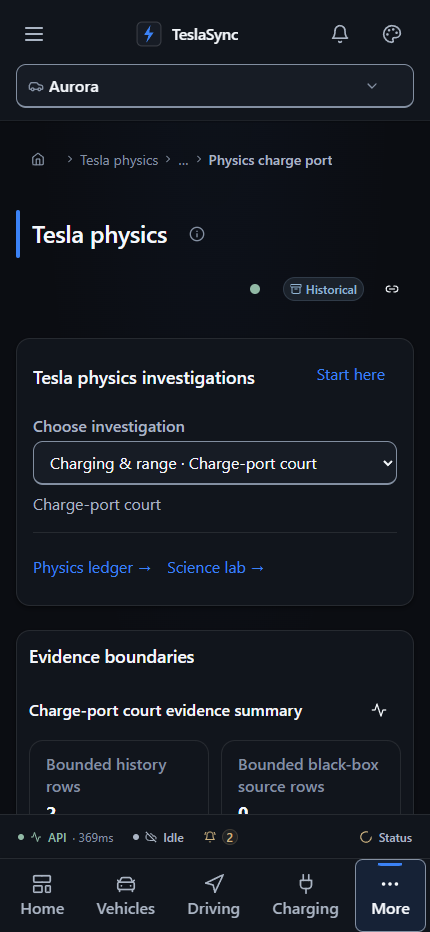 TeslaSync
Aurora
Tesla physics
...
Physics charge port
Tesla physics
Historical
Tesla physics investigations
Start here
Choose investigation
Charging & range · Charge-port court
Charge-port court
Physics ledger →
Science lab →
Evidence boundaries
Charge-port court evidence summary
Bounded history
rows
Bounded black-box
source rows
2
0
API · 369ms
Idle
2
Status
Home
Vehicles
Driving
Charging
More